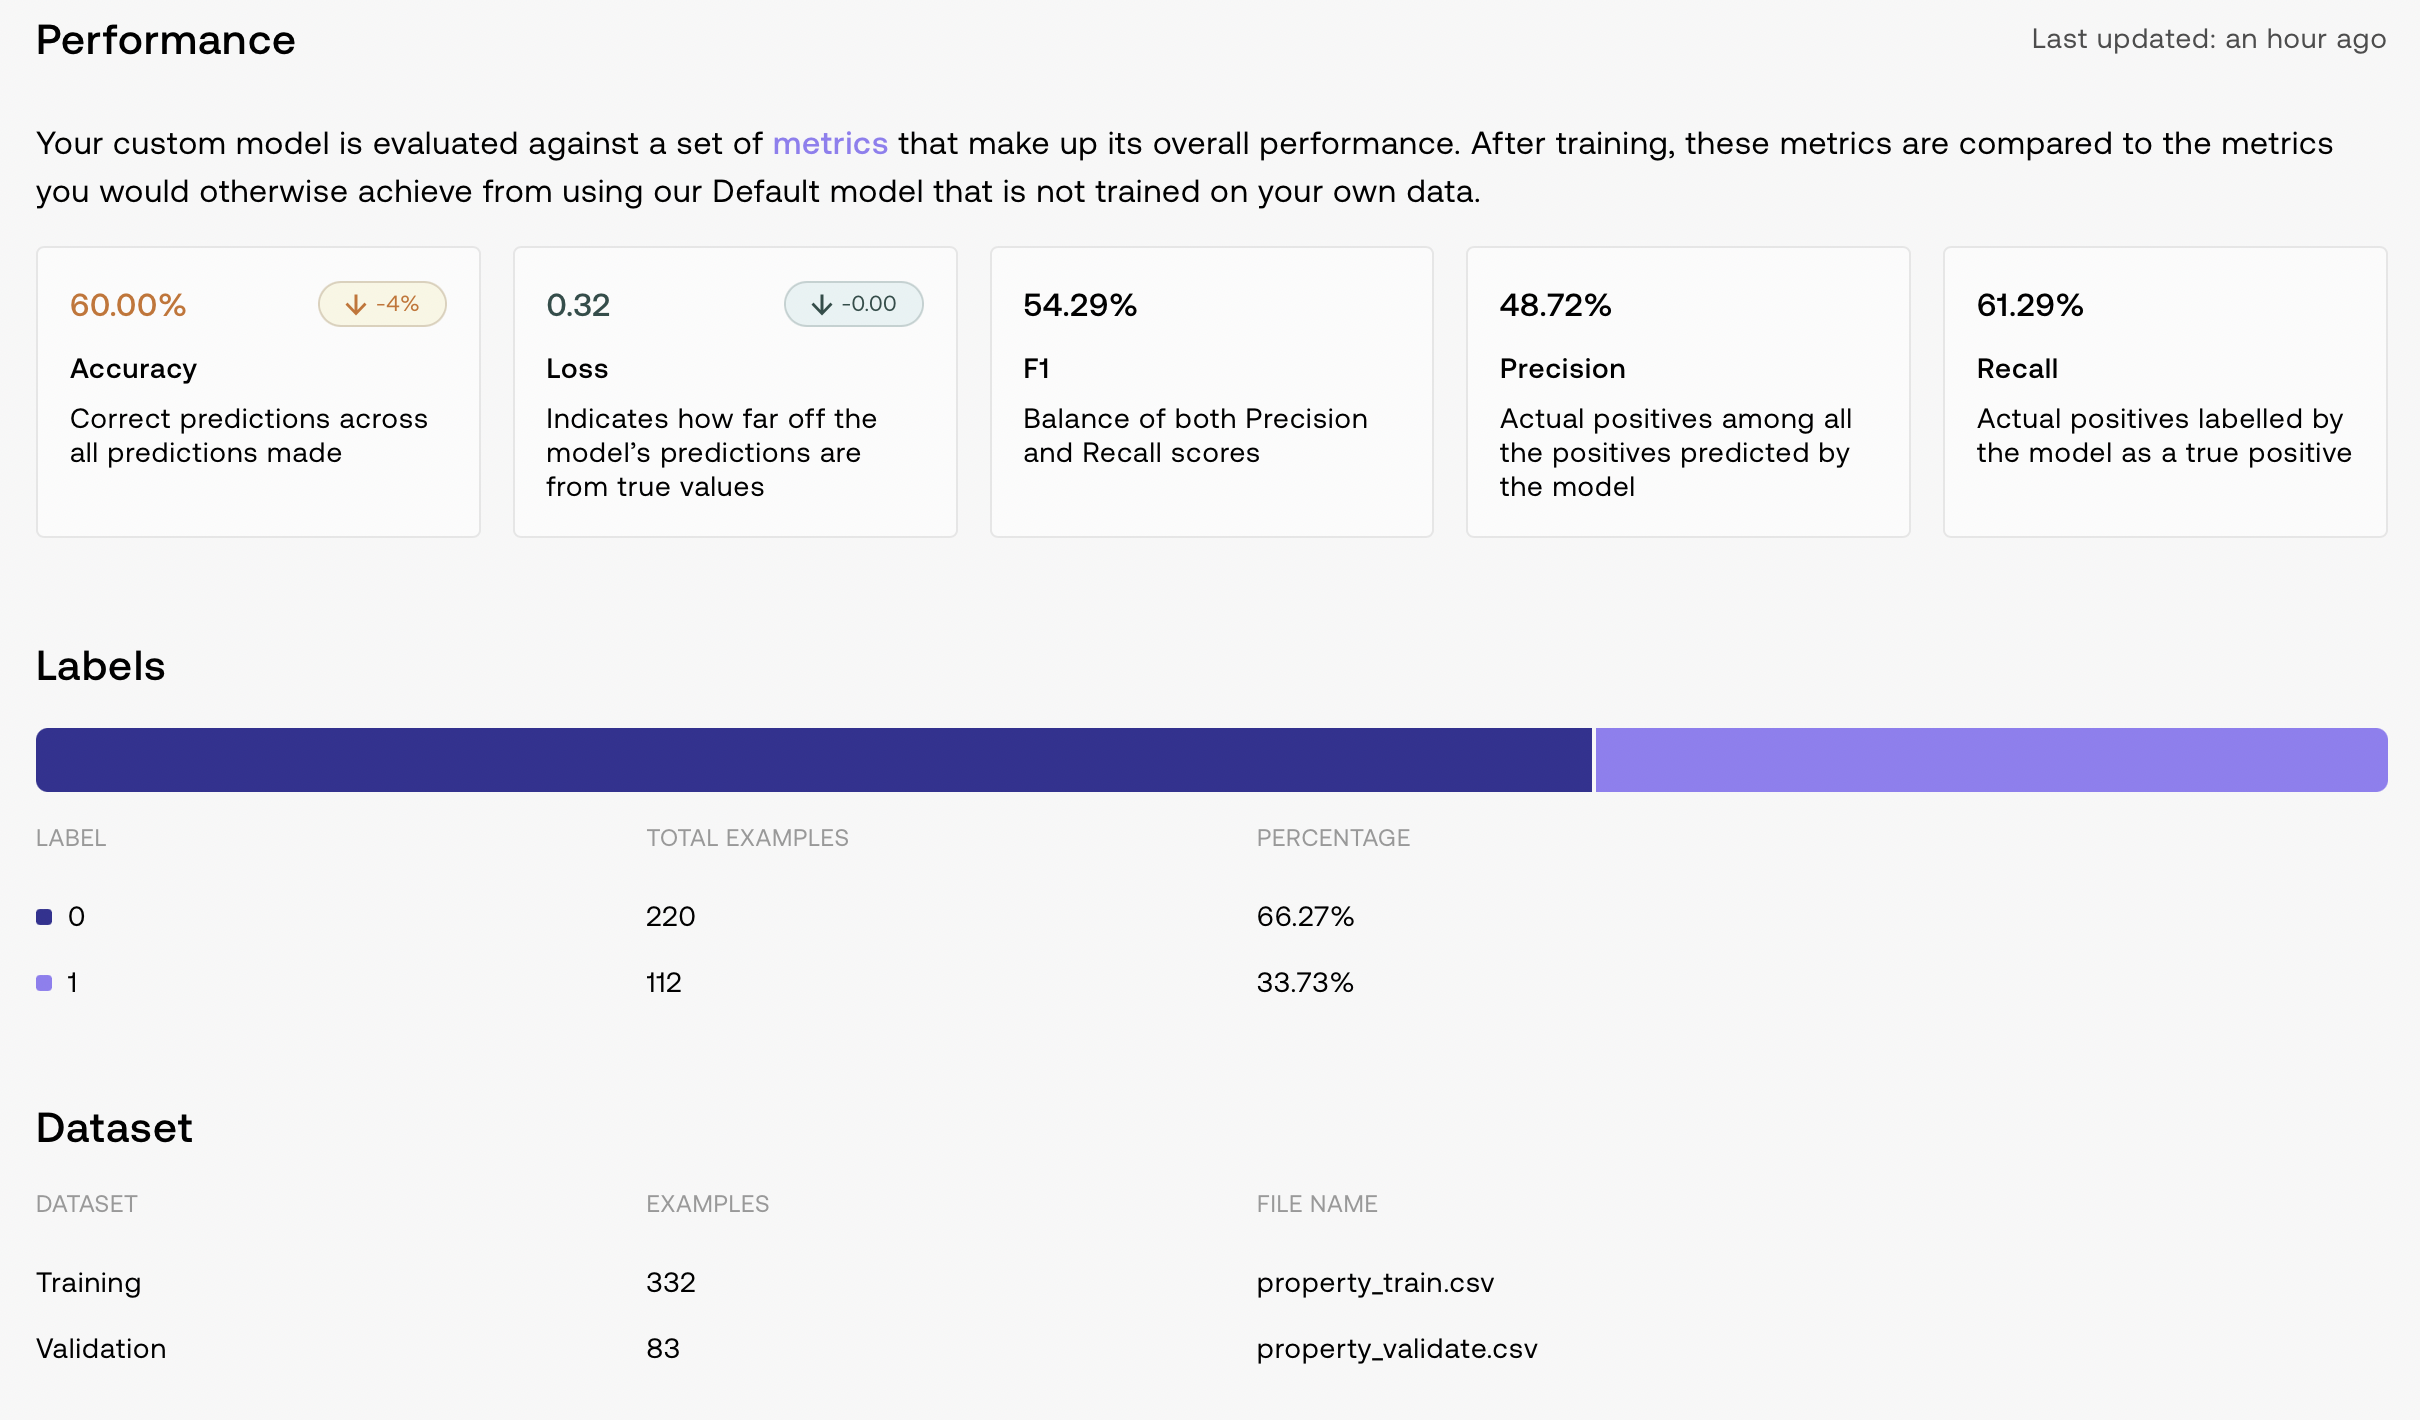 Performance
Last updated: an hour ago
Your custom model is evaluated against a set of metrics that make up its overall performance. After training, these metrics are compared to the metrics
you would otherwise achieve from using our Default model that is not trained on your own data.
60.00%
-4%
Accuracy
Correct predictions across
all predictions made
0.32
-0.00
Loss
Indicates how far off the
model’s predictions are
from true values
54.29%
F1
Balance of both Precision
and Recall scores
48.72%
Precision
Actual positives among all
the positives predicted by
the model
61.29%
Recall
Actual positives labelled by
the model as a true positive
Labels
LABEL TOTAL EXAMPLES PERCENTAGE
0 220 66.27%
1 112 33.73%
Dataset
DATASET EXAMPLES FILE NAME
Training 332 property_train.csv
Validation 83 property_validate.csv